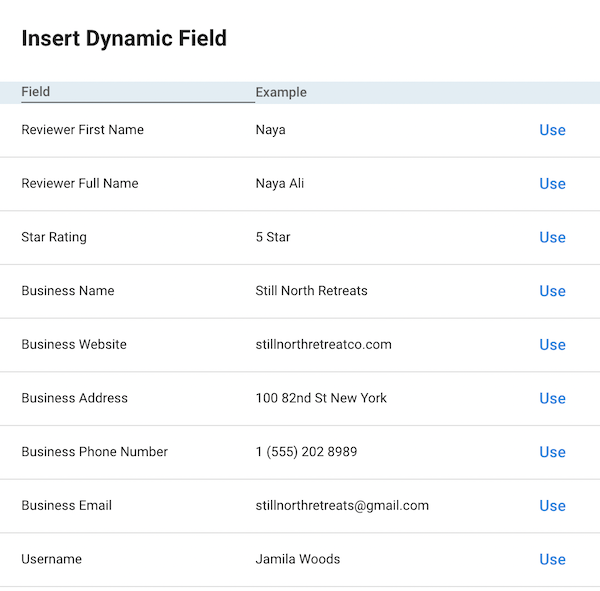 Insert Dynamic Field
Field Example
Reviewer First Name Naya Use
Reviewer Full Name Naya Ali Use
Star Rating 5 Star Use
Business Name Still North Retreats Use
Business Website stillnorthretreatco.com Use
Business Address 100 82nd St New York Use
Business Phone Number 1 (555) 202 8989 Use
Business Email stillnorthretreats@gmail.com Use
Username Jamila Woods Use